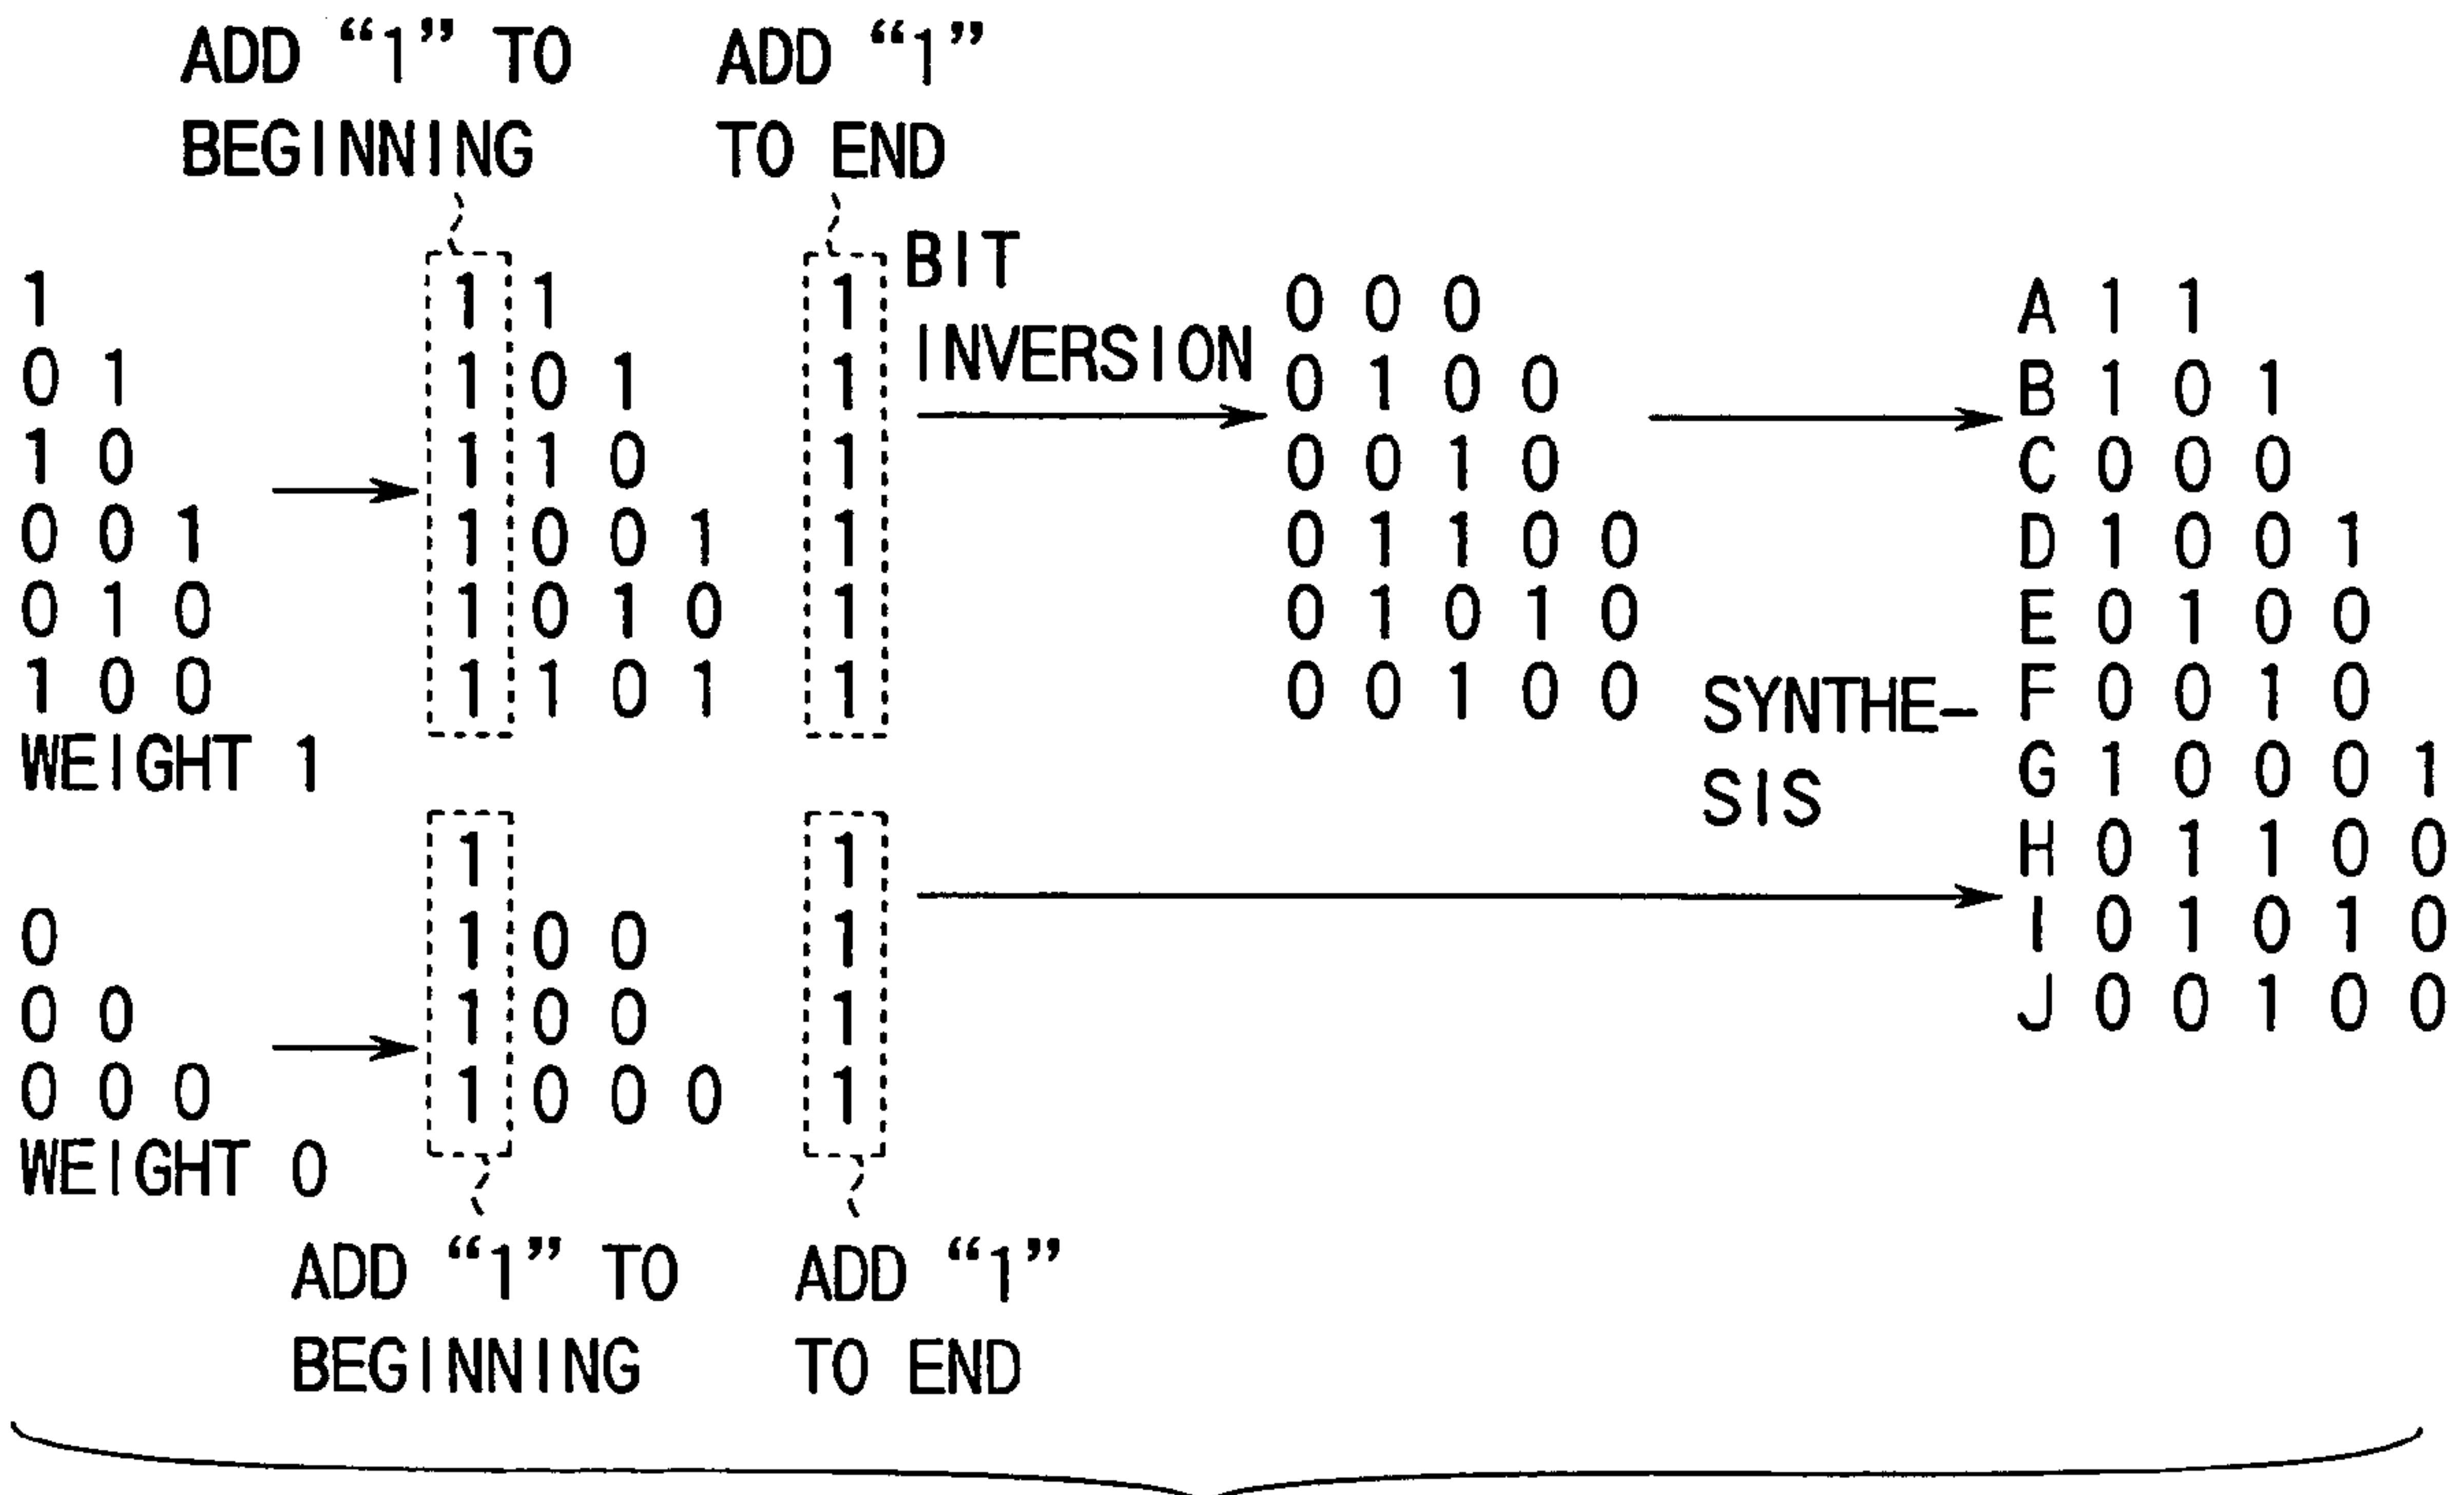 ADD “1” TO BEGINNING
ADD “1” TO END
1
0 1
1 0
0 0 1
0 1 0
1 0 0
WEIGHT 1
1 1 1
1 0 1 1
1 1 0 1
1 0 0 1 1
1 0 1 0 1
1 1 0 1 1
BIT INVERSION
0 0 0
0 1 0 0
0 0 1 0
0 1 1 0 0
0 1 0 1 0
0 0 1 0 0
0
0 0
0 0 0
WEIGHT 0
1 1
1 0 0 1
1 0 0 1
1 0 0 0 1
ADD “1” TO BEGINNING
ADD “1” TO END
SYNTHE-
SIS
A 1 1
B 1 0 1
C 0 0 0
D 1 0 0 1
E 0 1 0 0
F 0 0 1 0
G 1 0 0 0 1
H 0 1 1 0 0
I 0 1 0 1 0
J 0 0 1 0 0